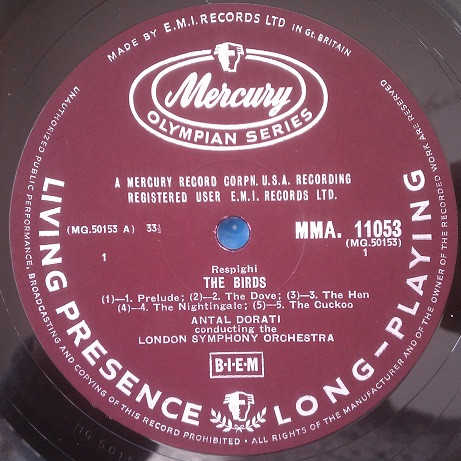 MADE BY E.M.I. RECORDS LTD IN Gt. BRITAIN
Mercury
OLYMPIAN SERIES
A MERCURY RECORD CORPN. U.S.A. RECORDING
REGISTERED USER E.M.I. RECORDS LTD.
(MG.50153 A) 33⅓
MMA. 11053
(MG.50153)
1
1
Respighi
THE BIRDS
(1)—1. Prelude; (2)—2. The Dove; (3)—3. The Hen
(4)—4. The Nightingale; (5)—5. The Cuckoo
ANTAL DORATI
conducting the
LONDON SYMPHONY ORCHESTRA
B·I·E·M
LIVING PRESENCE
LONG-PLAYING
UNAUTHORIZED PUBLIC PERFORMANCE, BROADCASTING AND COPYING OF THIS RECORD PROHIBITED • ALL RIGHTS OF THE MANUFACTURER AND OF THE OWNER OF THE RECORDED WORK ARE RESERVED